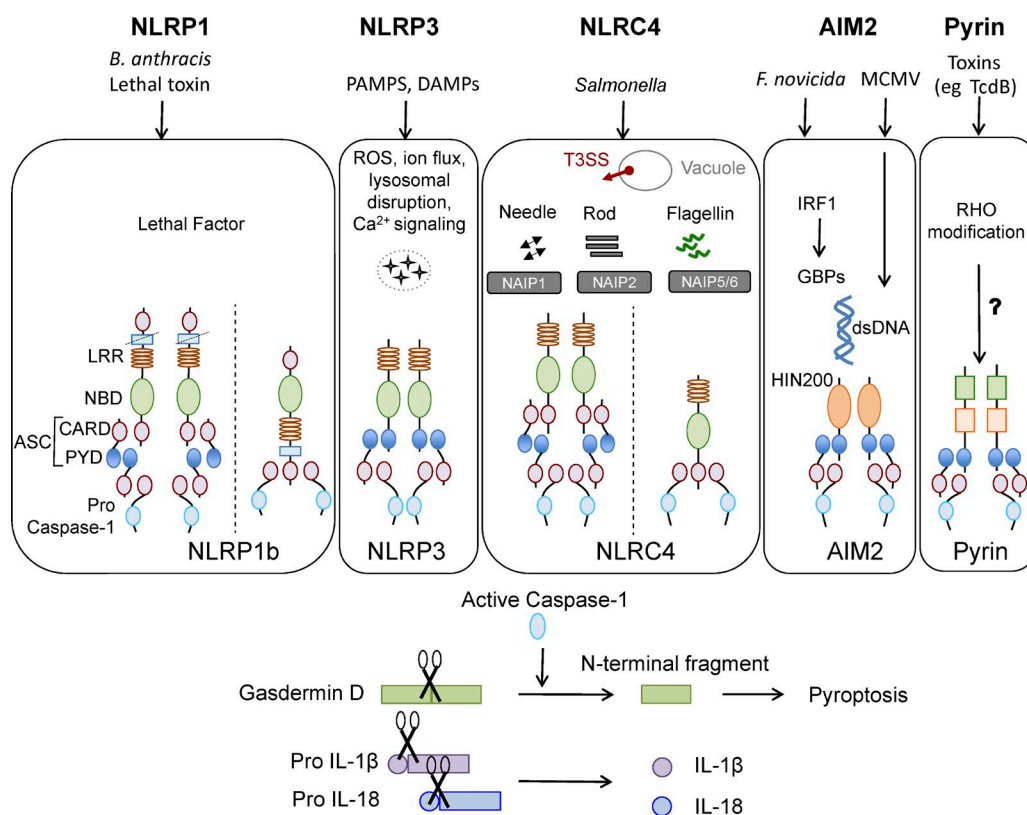 NLRP1
NLRP3
NLRC4
AIM2
Pyrin
B. anthracis
Lethal toxin
PAMPS, DAMPs
Salmonella
F. novicida
MCMV
Toxins
(eg TcdB)
Lethal Factor
LRR
NBD
ASC
CARD
PYD
Pro
Caspase-1
NLRP1b
ROS, ion flux,
lysosomal
disruption,
Ca²⁺ signaling
NLRP3
T3SS
Vacuole
Needle
Rod
Flagellin
NAIP1
NAIP2
NAIP5/6
NLRC4
IRF1
GBPs
dsDNA
HIN200
AIM2
RHO
modification
?
Pyrin
Active Caspase-1
Gasdermin D
N-terminal fragment
Pyroptosis
Pro IL-1β
IL-1β
Pro IL-18
IL-18